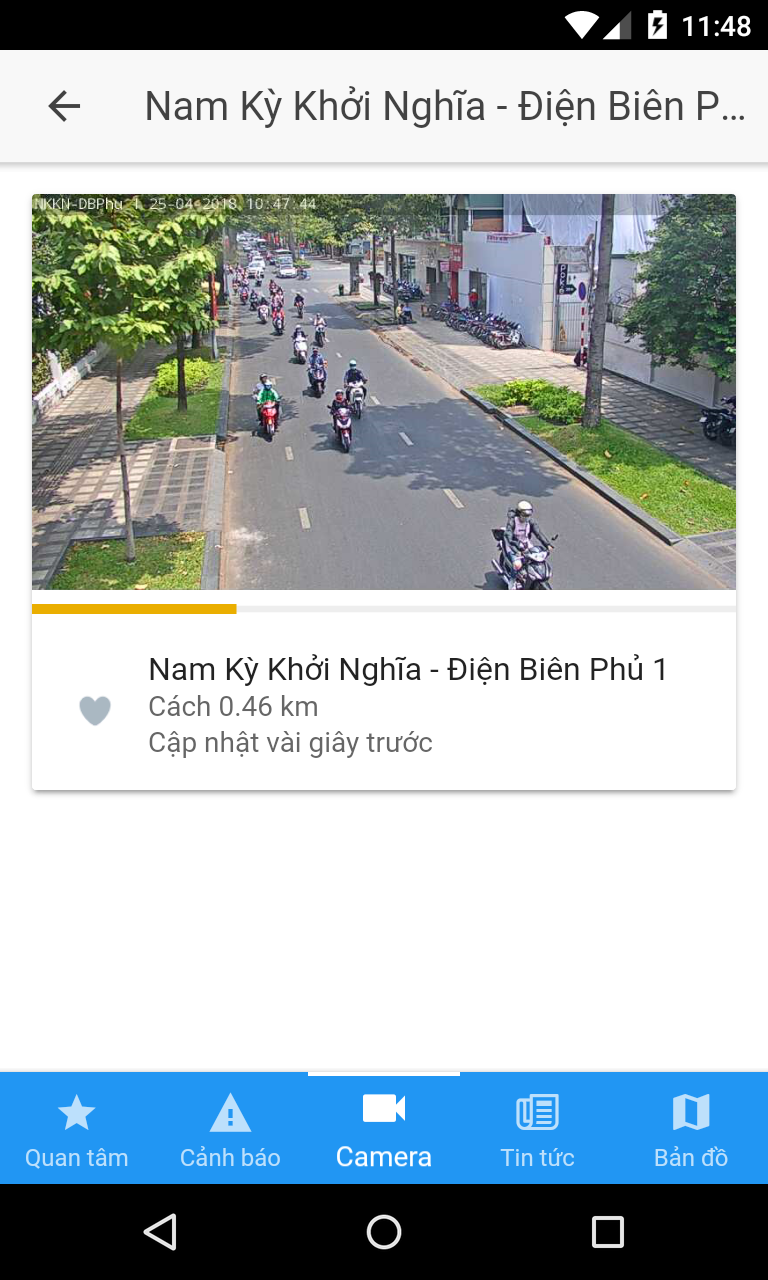 11:48
Nam Kỳ Khởi Nghĩa - Điện Biên P...
NKKN-DBPhu 1 25-04-2018 10:47:44
Nam Kỳ Khởi Nghĩa - Điện Biên Phủ 1
Cách 0.46 km
Cập nhật vài giây trước
Quan tâm
Cảnh báo
Camera
Tin tức
Bản đồ